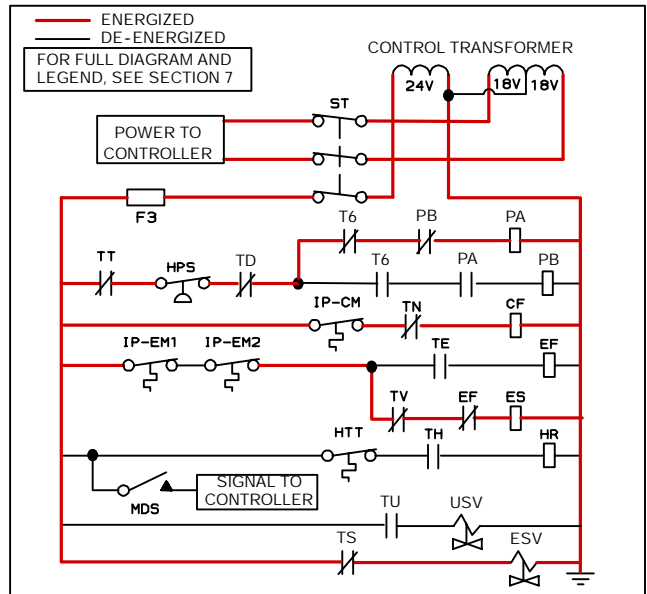 ENERGIZED
DE-ENERGIZED
FOR FULL DIAGRAM AND
LEGEND, SEE SECTION 7
CONTROL TRANSFORMER
24V
18V
18V
ST
POWER TO
CONTROLLER
F3
T6
PB
PA
TT
HPS
TD
T6
PA
PB
IP-CM
TN
CF
IP-EM1
IP-EM2
TE
EF
TV
EF
ES
HTT
TH
HR
SIGNAL TO
CONTROLLER
MDS
TU
USV
TS
ESV